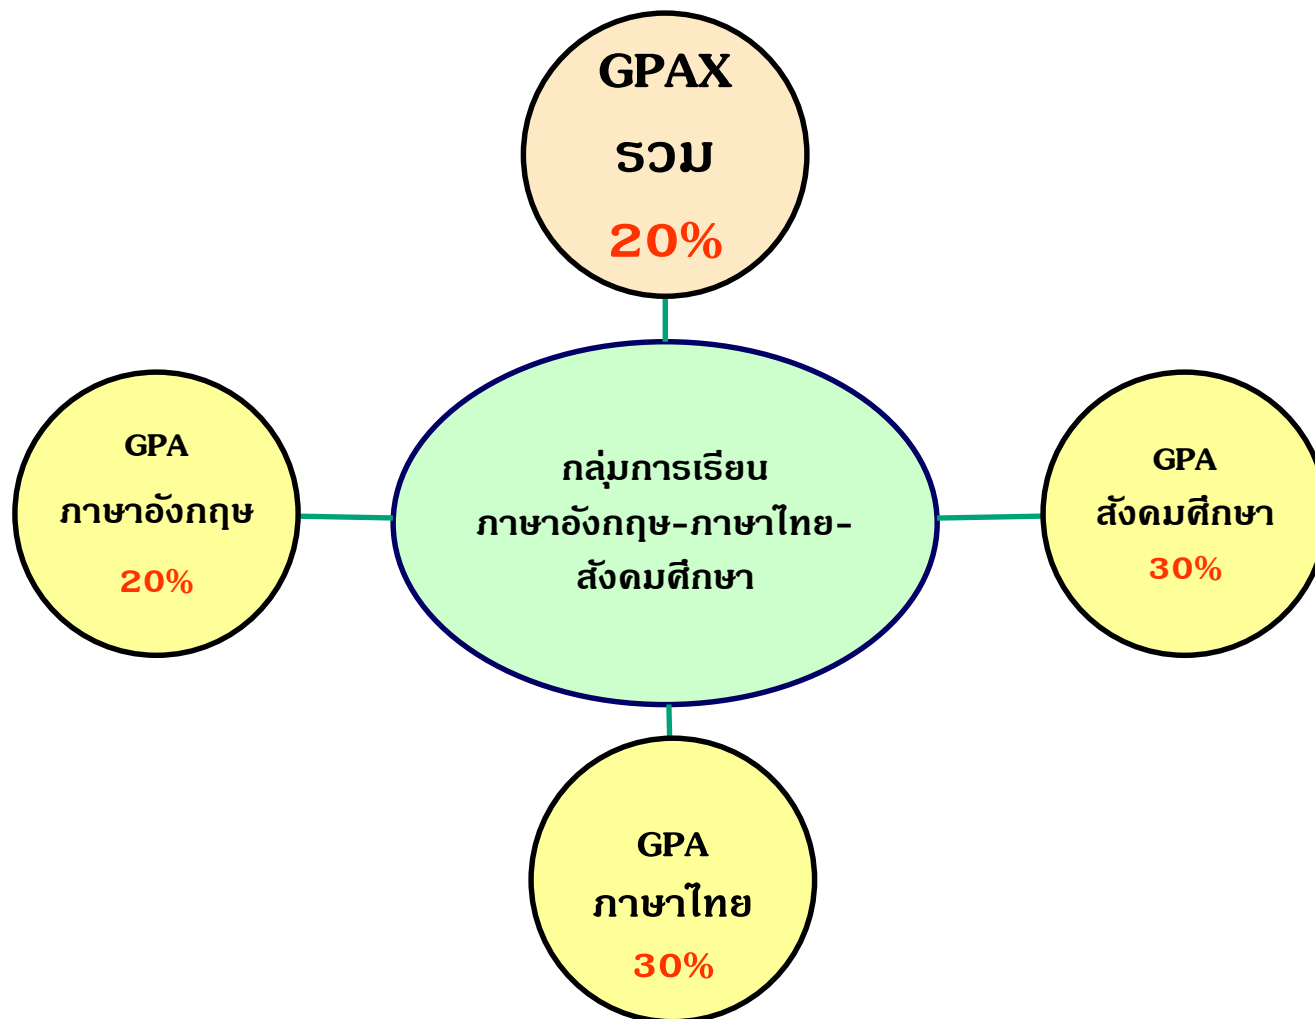 GPAX
รวม
20%
GPA
ภาษาอังกฤษ
20%
กลุ่มการเรียน
ภาษาอังกฤษ-ภาษาไทย-
สังคมศึกษา
GPA
สังคมศึกษา
30%
GPA
ภาษาไทย
30%